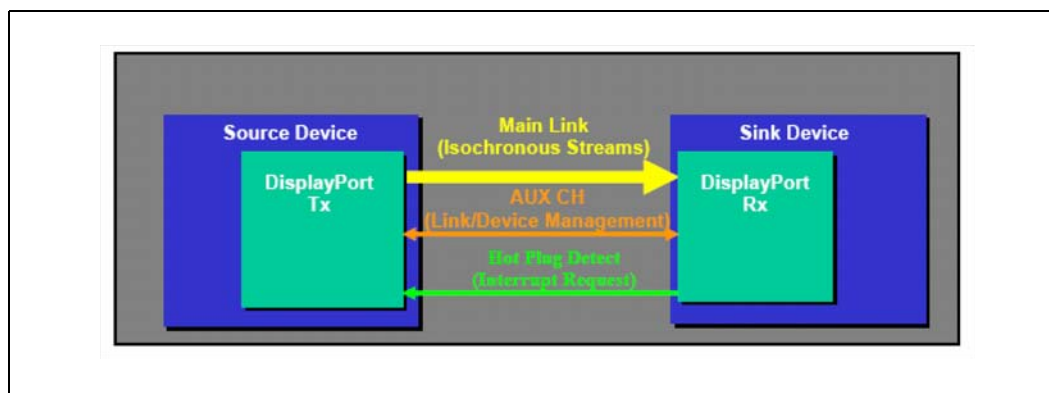 Source Device
DisplayPort
Tx
Main Link
(Isochronous Streams)
AUX CH
(Link/Device Management)
Hot Plug Detect
(Interrupt Request)
Sink Device
DisplayPort
Rx